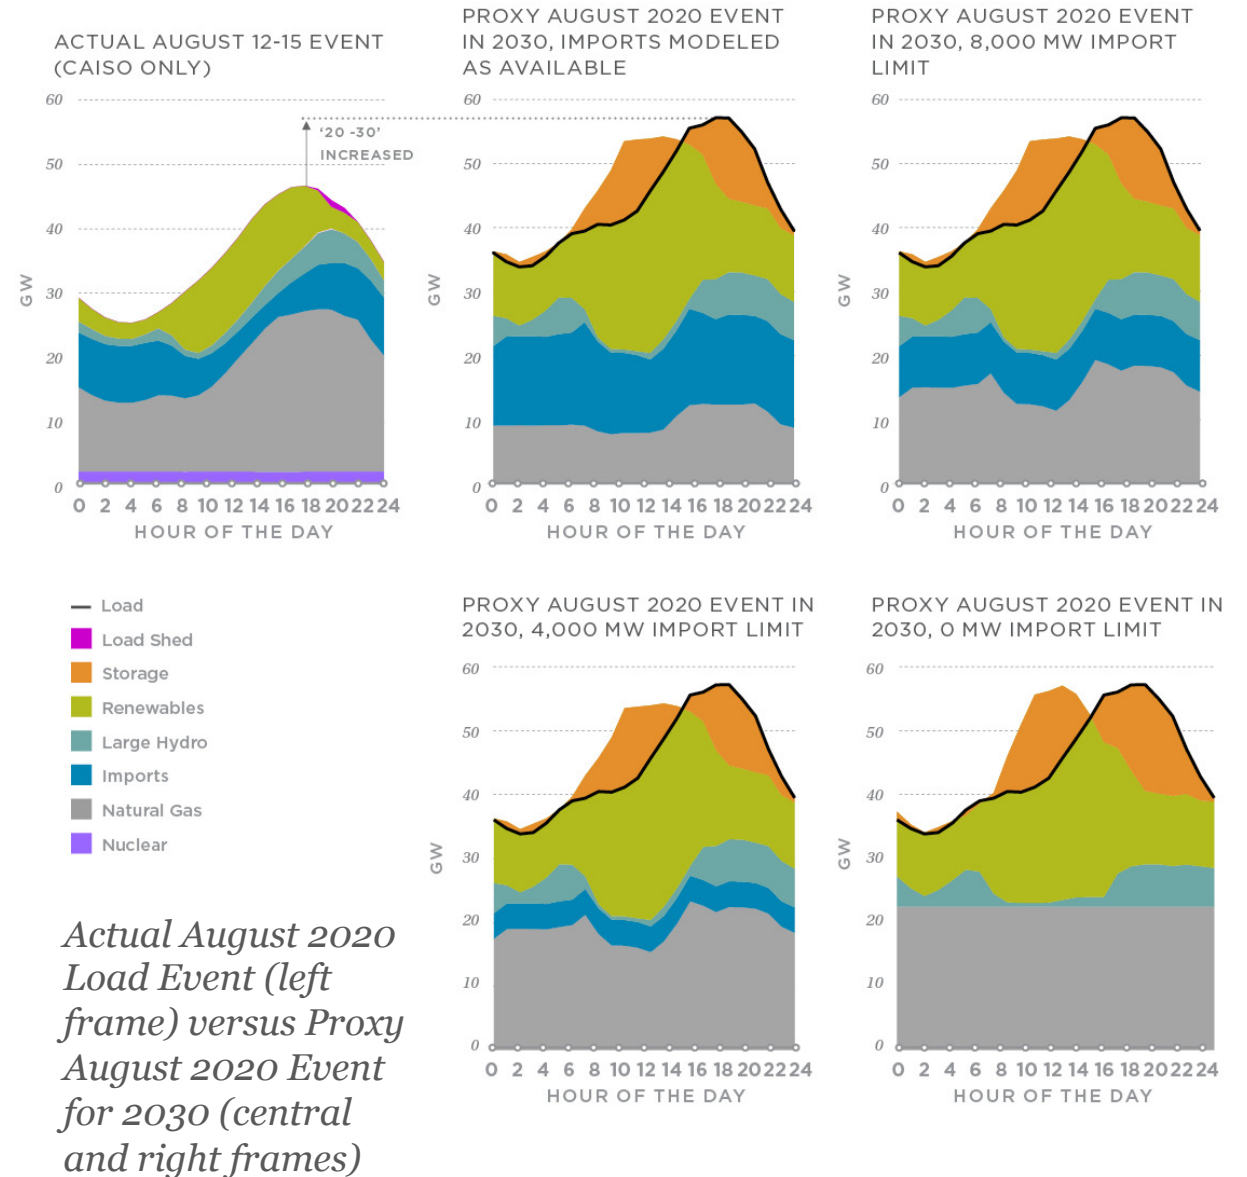 ACTUAL AUGUST 12-15 EVENT
(CAISO ONLY)
60
50
40
30
20
10
0
GW
'20 -30'
INCREASED
0 2 4 6 8 10 12 14 16 18 20 22 24
HOUR OF THE DAY
PROXY AUGUST 2020 EVENT
IN 2030, IMPORTS MODELED
AS AVAILABLE
60
50
40
30
20
10
0
GW
0 2 4 6 8 10 12 14 16 18 20 22 24
HOUR OF THE DAY
PROXY AUGUST 2020 EVENT
IN 2030, 8,000 MW IMPORT
LIMIT
60
50
40
30
20
10
0
GW
0 2 4 6 8 10 12 14 16 18 20 22 24
HOUR OF THE DAY
Load
Load Shed
Storage
Renewables
Large Hydro
Imports
Natural Gas
Nuclear
Actual August 2020
Load Event (left
frame) versus Proxy
August 2020 Event
for 2030 (central
and right frames)
PROXY AUGUST 2020 EVENT IN
2030, 4,000 MW IMPORT LIMIT
60
50
40
30
20
10
0
GW
0 2 4 6 8 10 12 14 16 18 20 22 24
HOUR OF THE DAY
PROXY AUGUST 2020 EVENT IN
2030, 0 MW IMPORT LIMIT
60
50
40
30
20
10
0
GW
0 2 4 6 8 10 12 14 16 18 20 22 24
HOUR OF THE DAY